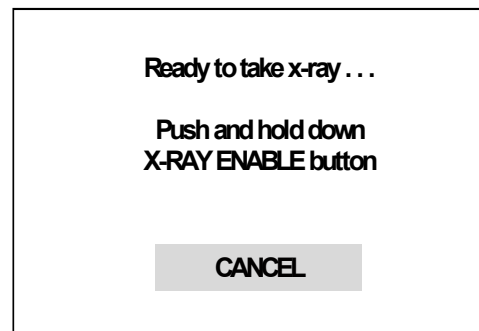 Ready to take x-ray . . .
Push and hold down
X-RAY ENABLE button
CANCEL